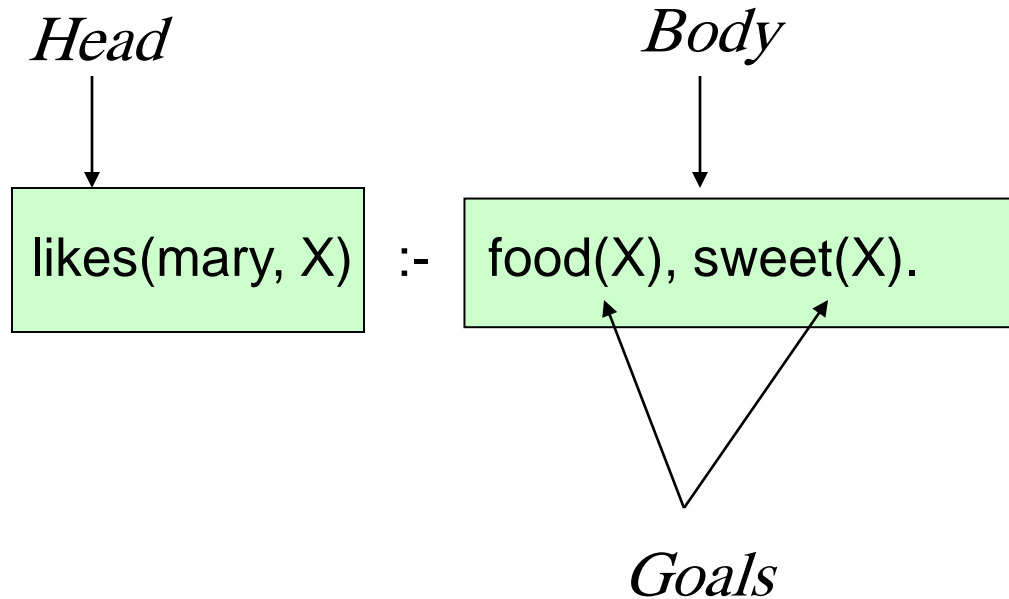 Head Body
likes(mary, X) :- food(X), sweet(X).
Goals